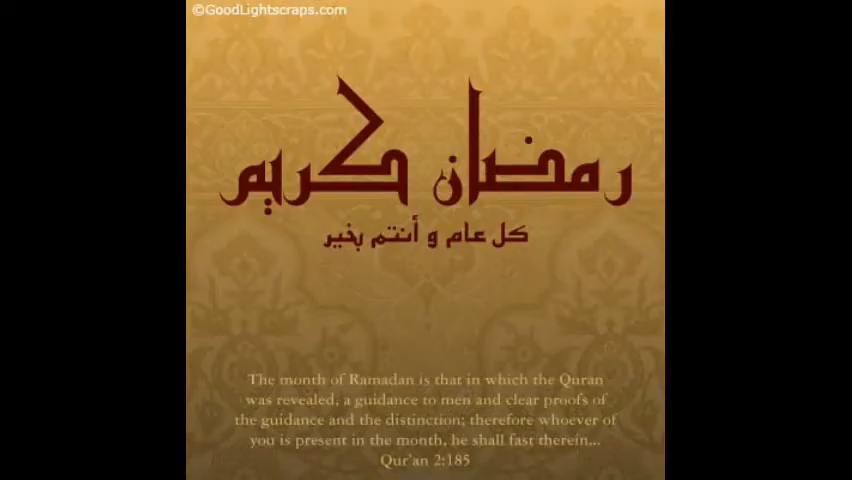 ©GoodLightscraps.com
رمضان كريم
كل عام و أنتم بخير
The month of Ramadan is that in which the Quran
was revealed, a guidance to men and clear proofs of
the guidance and the distinction; therefore whoever of
you is present in the month, he shall fast therein...
Qur'an 2:185